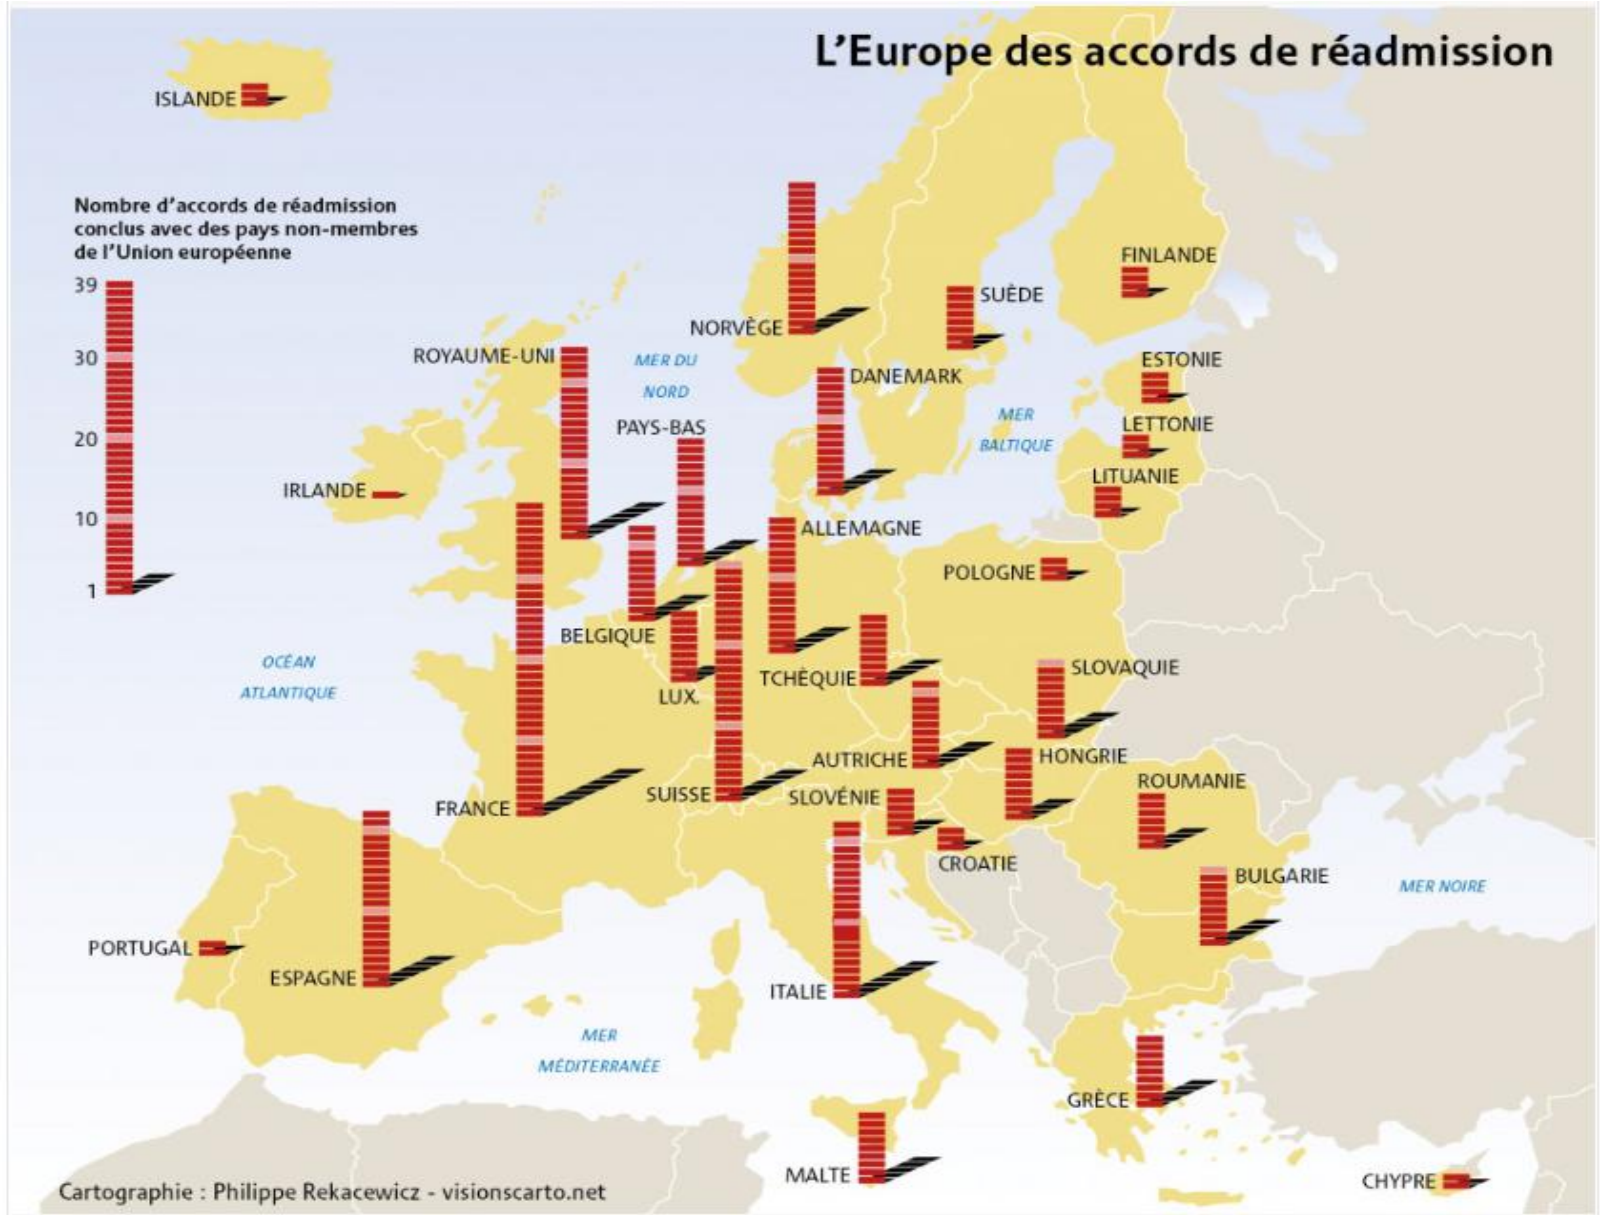 L'Europe des accords de réadmission
ISLANDE
Nombre d'accords de réadmission
conclus avec des pays non-membres
de l'Union européenne
39
30
20
10
1
NORVÈGE
SUÈDE
FINLANDE
ROYAUME-UNI
MER DU
NORD
DANEMARK
ESTONIE
PAYS-BAS
MER
BALTIQUE
LETTONIE
LITUANIE
IRLANDE
ALLEMAGNE
POLOGNE
BELGIQUE
OCÉAN
ATLANTIQUE
LUX.
TCHÈQUIE
SLOVAQUIE
AUTRICHE
HONGRIE
FRANCE
SUISSE
SLOVÉNIE
ROUMANIE
CROATIE
BULGARIE
MER NOIRE
PORTUGAL
ESPAGNE
ITALIE
MER
MÉDITERRANÉE
GRÈCE
MALTE
CHYPRE
Cartographie : Philippe Rekacewicz - visionscarto.net